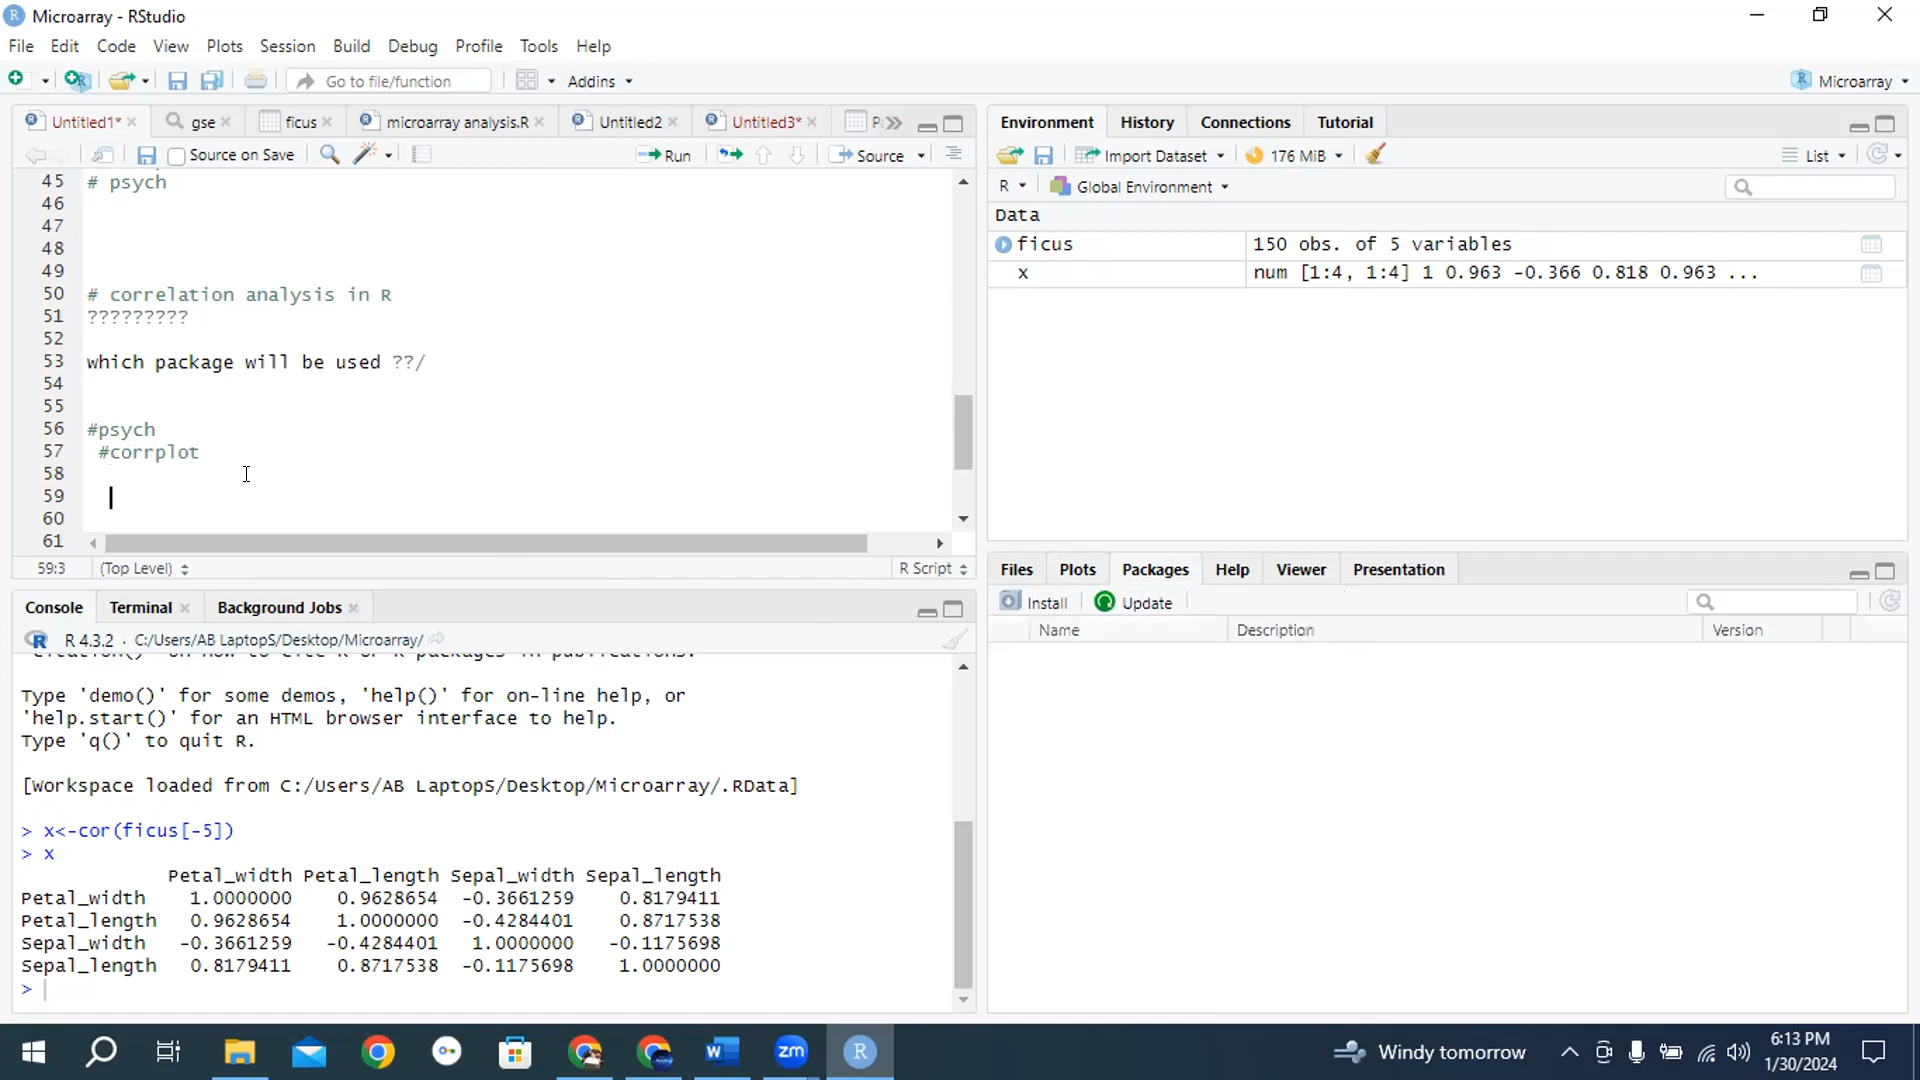 Microarray - RStudio
File Edit Code View Plots Session Build Debug Profile Tools Help
Go to file/function Addins Microarray
Untitled1* gse ficus microarray analysis.R Untitled2 Untitled3*
Source on Save Run Source
45 # psych
46
47
48
49
50 # correlation analysis in R
51 ?????????
52
53 which package will be used ??/
54
55
56 #psych
57 #corrplot
58
59
60
61
59:3 (Top Level) R Script
Console Terminal Background Jobs
R 4.3.2 · C:/Users/AB LaptopS/Desktop/Microarray/
'citation()' on how to cite R or R packages in publications.
Type 'demo()' for some demos, 'help()' for on-line help, or
'help.start()' for an HTML browser interface to help.
Type 'q()' to quit R.
[Workspace loaded from C:/Users/AB LaptopS/Desktop/Microarray/.RData]
> x<-cor(ficus[-5])
> x
Petal_width Petal_length Sepal_width Sepal_length
Petal_width 1.0000000 0.9628654 -0.3661259 0.8179411
Petal_length 0.9628654 1.0000000 -0.4284401 0.8717538
Sepal_width -0.3661259 -0.4284401 1.0000000 -0.1175698
Sepal_length 0.8179411 0.8717538 -0.1175698 1.0000000
>
Environment History Connections Tutorial
Import Dataset 176 MiB List
R Global Environment
Data
ficus 150 obs. of 5 variables
x num [1:4, 1:4] 1 0.963 -0.366 0.818 0.963 ...
Files Plots Packages Help Viewer Presentation
Install Update
Name Description Version
Windy tomorrow
6:13 PM
1/30/2024